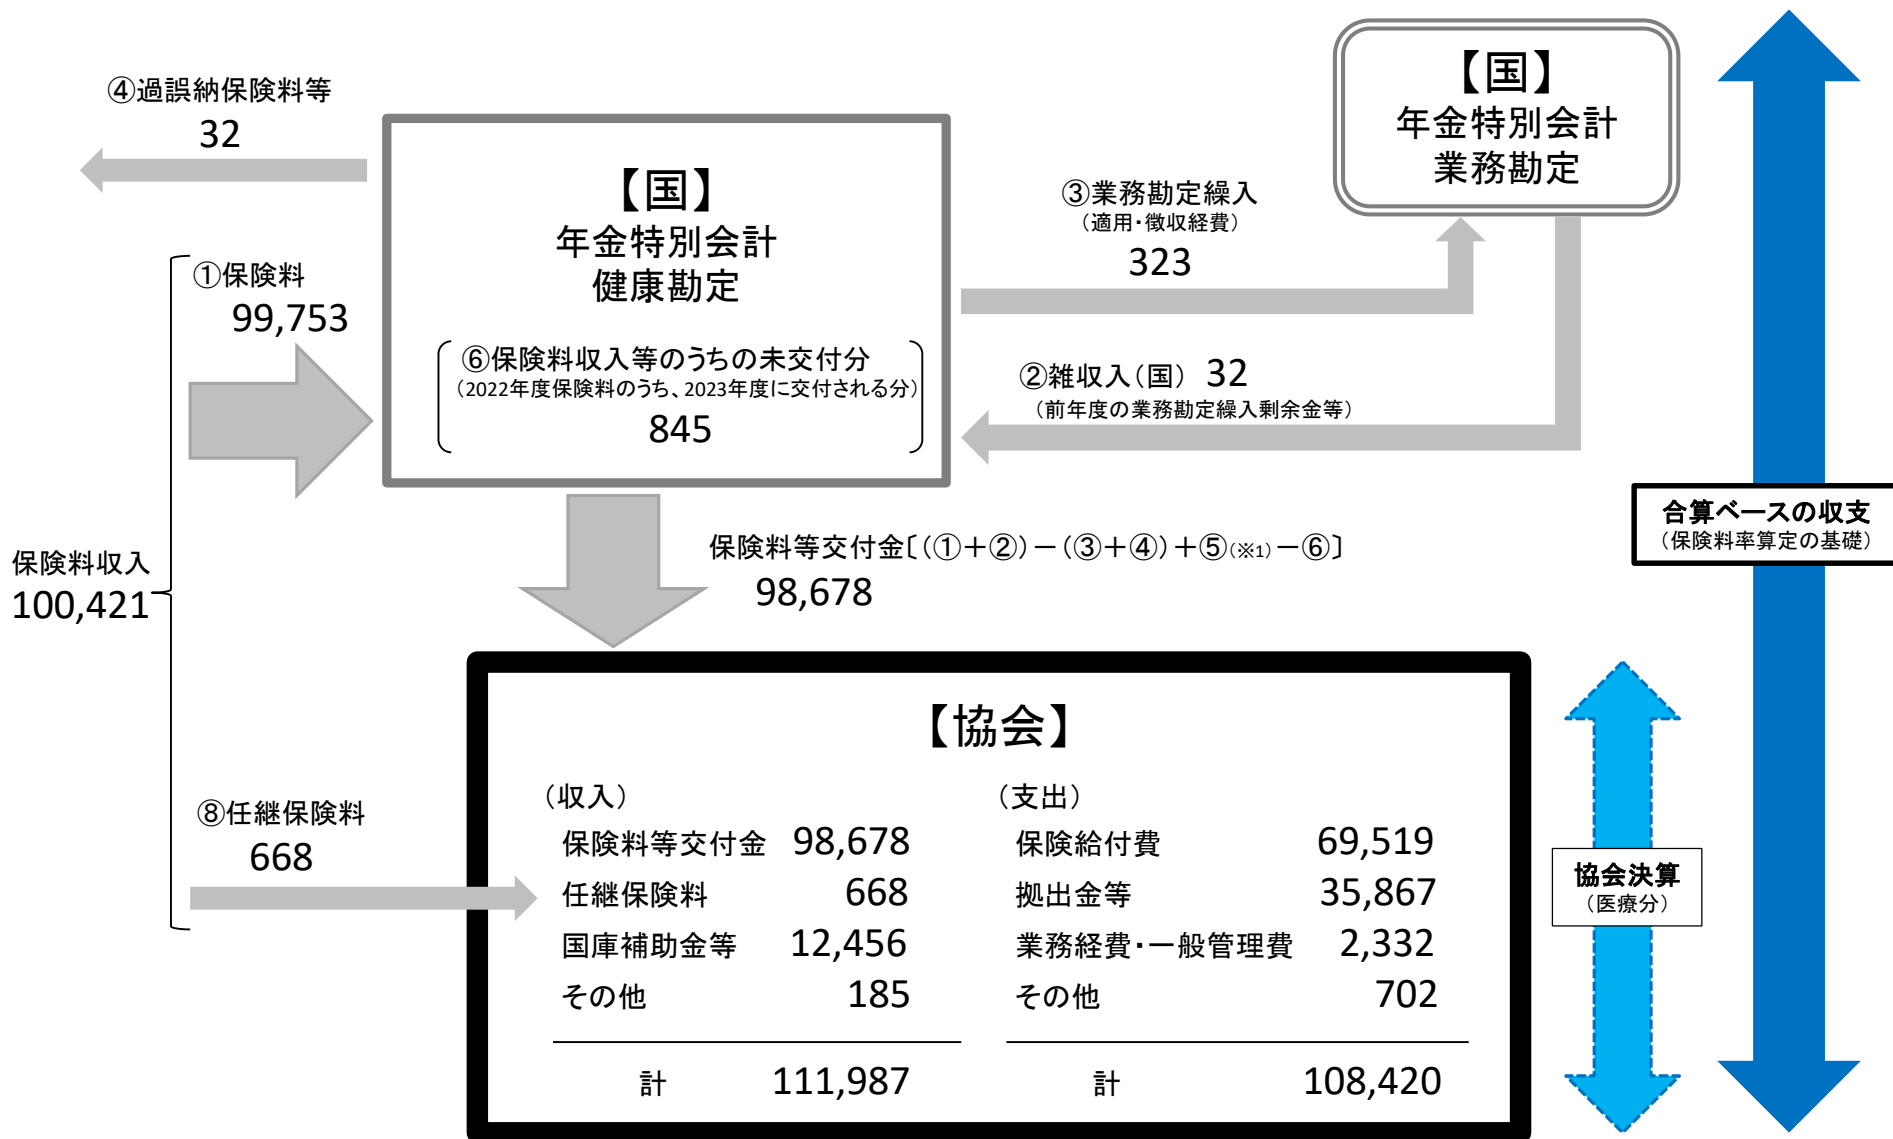 ④過誤納保険料等
32
【国】
年金特別会計
業務勘定
【国】
年金特別会計
健康勘定
⑥保険料収入等のうちの未交付分
（2022年度保険料のうち、2023年度に交付される分）
845
③業務勘定繰入
（適用・徴収経費）
323
②雑収入（国） 32
（前年度の業務勘定繰入剰余金等）
①保険料
99,753
保険料収入
100,421
保険料等交付金〔（①＋②）－（③＋④）＋⑤（※1）－⑥〕
98,678
合算ベースの収支
（保険料率算定の基礎）
⑧任継保険料
668
【協会】
（収入） （支出）
保険料等交付金 98,678 保険給付費 69,519
任継保険料 668 拠出金等 35,867
国庫補助金等 12,456 業務経費・一般管理費 2,332
その他 185 その他 702
計 111,987 計 108,420
協会決算
（医療分）